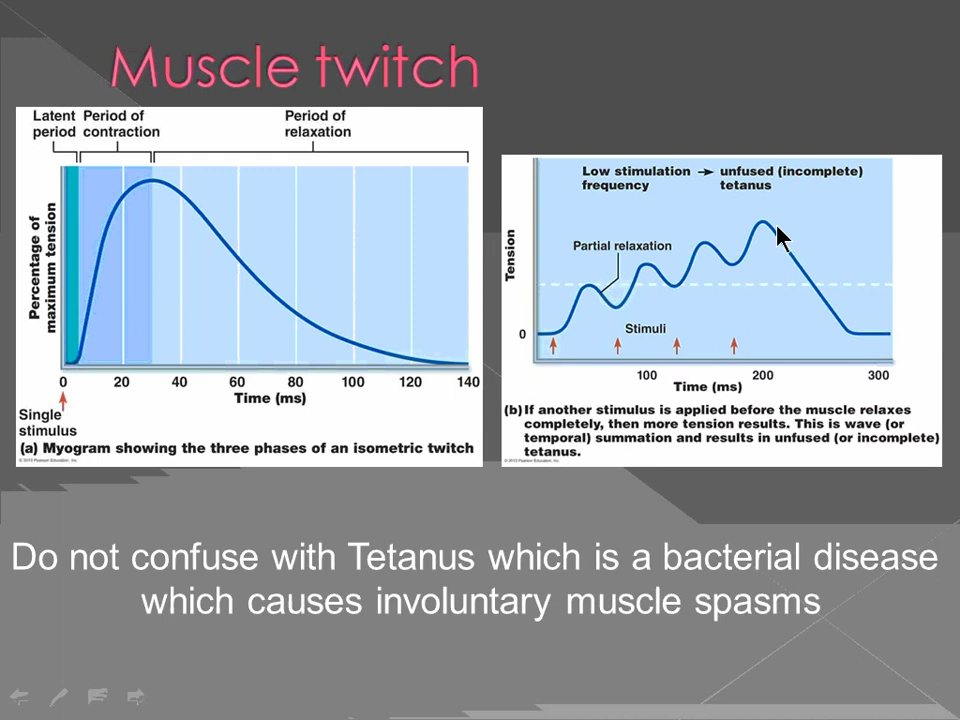 Muscle twitch
Latent period
Period of contraction
Period of relaxation
Percentage of maximum tension
0 20 40 60 80 100 120 140
Time (ms)
Single stimulus
(a) Myogram showing the three phases of an isometric twitch
© 2013 Pearson Education, Inc.
Low stimulation frequency
unfused (incomplete) tetanus
Tension
Partial relaxation
0
Stimuli
100 200 300
Time (ms)
(b) If another stimulus is applied before the muscle relaxes
completely, then more tension results. This is wave (or
temporal) summation and results in unfused (or incomplete)
tetanus.
© 2013 Pearson Education, Inc.
Do not confuse with Tetanus which is a bacterial disease
which causes involuntary muscle spasms